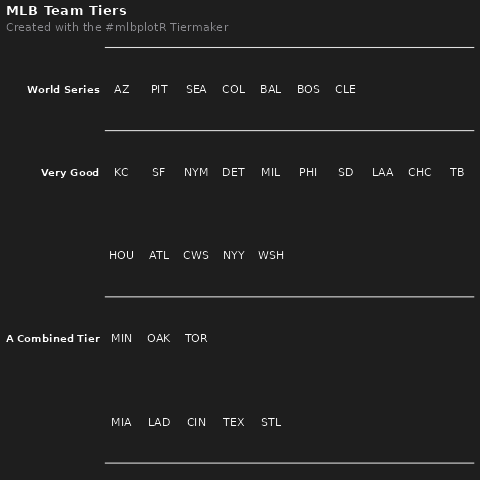 MLB Team Tiers
Created with the #mlbplotR Tiermaker
World Series AZ PIT SEA COL BAL BOS CLE
Very Good KC SF NYM DET MIL PHI SD LAA CHC TB
HOU ATL CWS NYY WSH
A Combined Tier MIN OAK TOR
MIA LAD CIN TEX STL